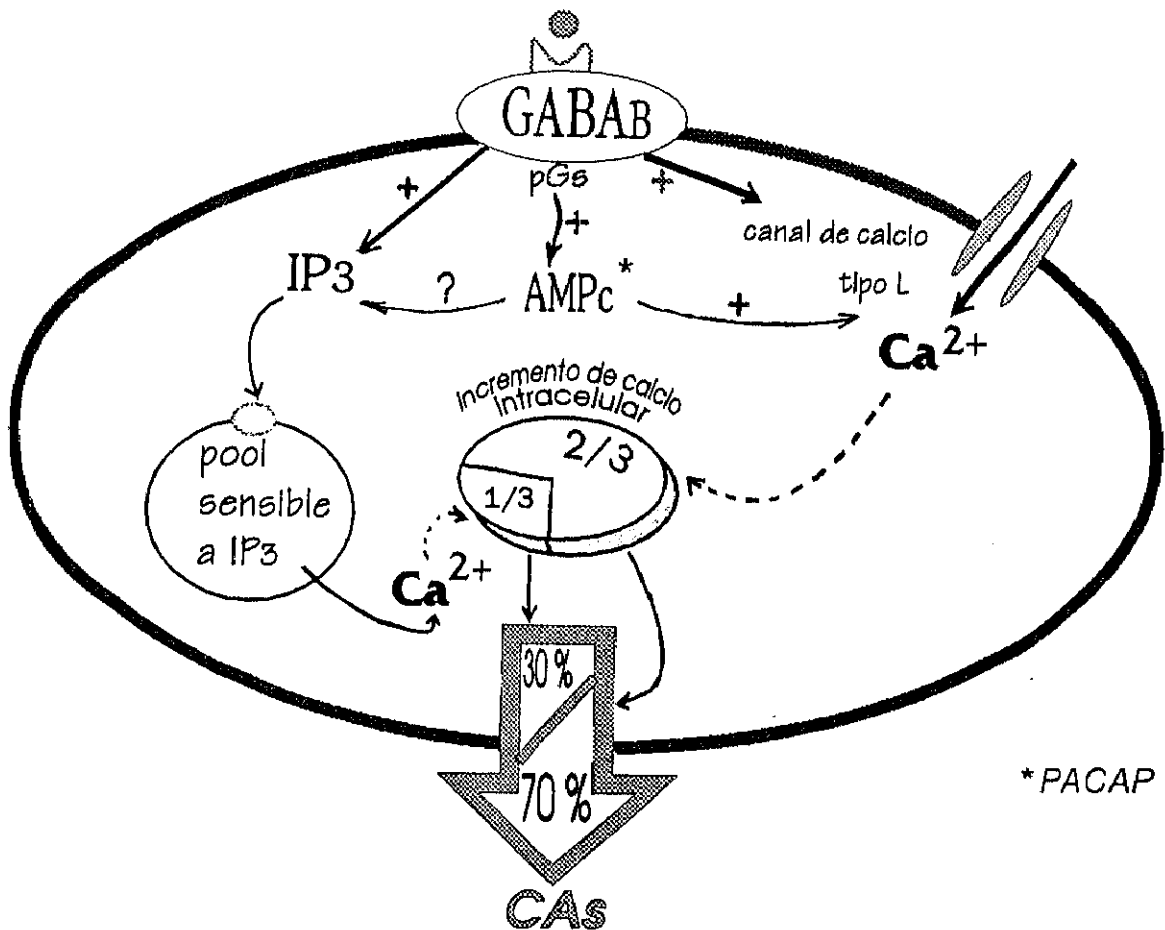 GABAB
pGs
+
+
+
canal de calcio
tipo L
IP3
?
AMPc*
+
Ca2+
Incremento de calcio
Intracelular
2/3
1/3
pool
sensible
a IP3
Ca2+
30 %
70 %
*PACAP
CAs